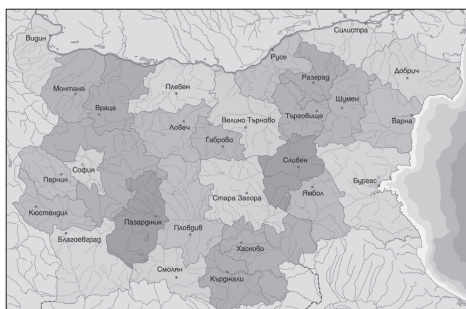 Видин
Силистра
Русе
Добрич
Монтана
Плевен
Разград
Враца
Шумен
Ловеч
Велико Търново
Търговище
Варна
Габрово
София
Перник
Сливен
Бургас
Кюстендил
Стара Загора
Ямбол
Пазарджик
Пловдив
Благоевград
Хасково
Смолян
Кърджали